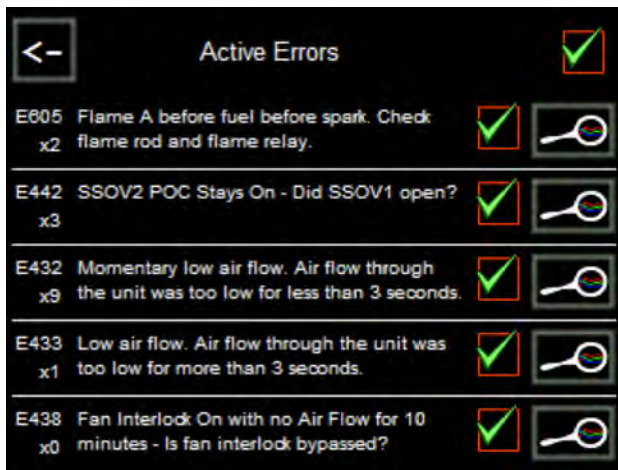 <- Active Errors
E605 Flame A before fuel before spark. Check
x2 flame rod and flame relay.
E442 SSOV2 POC Stays On - Did SSOV1 open?
x3
E432 Momentary low air flow. Air flow through
x9 the unit was too low for less than 3 seconds.
E433 Low air flow. Air flow through the unit was
x1 too low for more than 3 seconds.
E438 Fan Interlock On with no Air Flow for 10
x0 minutes - Is fan interlock bypassed?